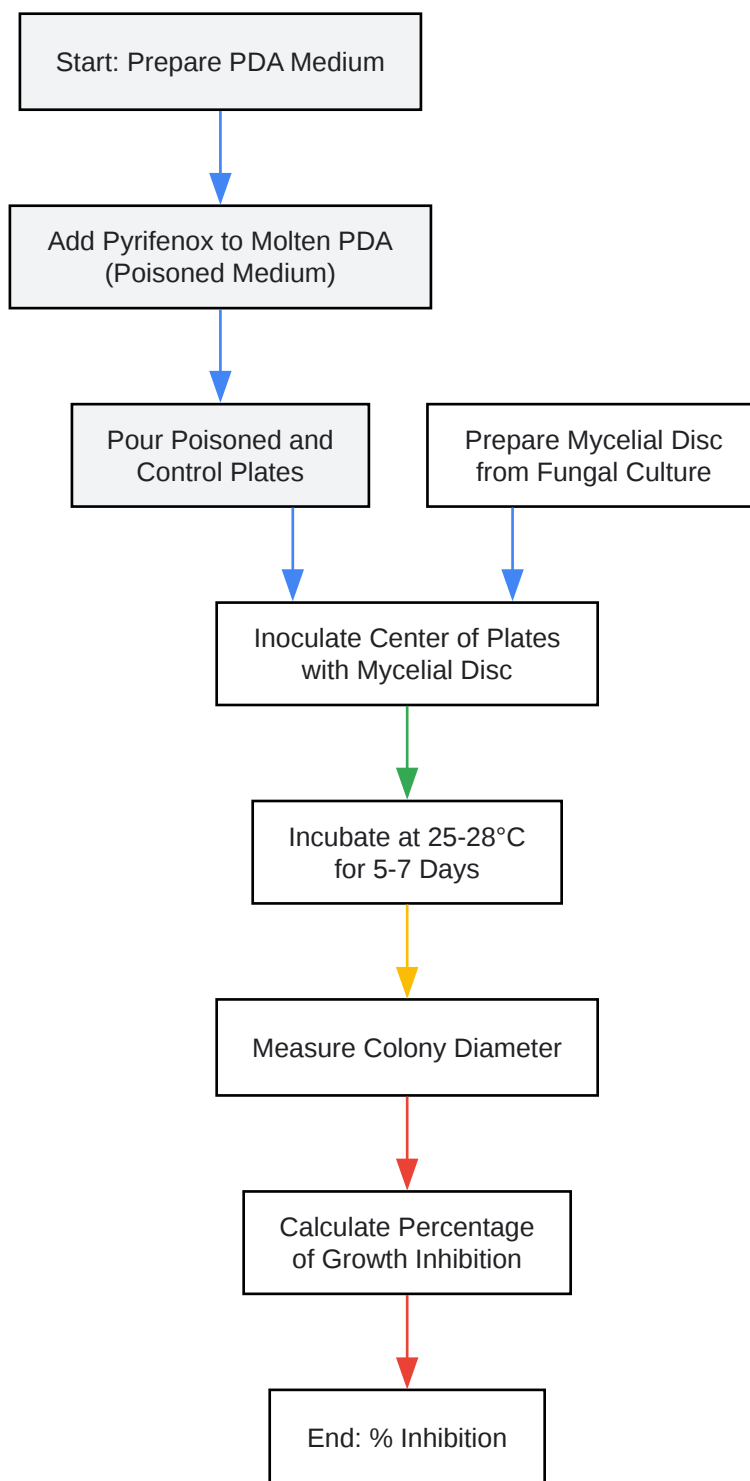 Start: Prepare PDA Medium
Add Pyrifenox to Molten PDA
(Poisoned Medium)
Pour Poisoned and
Control Plates
Prepare Mycelial Disc
from Fungal Culture
Inoculate Center of Plates
with Mycelial Disc
Incubate at 25-28°C
for 5-7 Days
Measure Colony Diameter
Calculate Percentage
of Growth Inhibition
End: % Inhibition